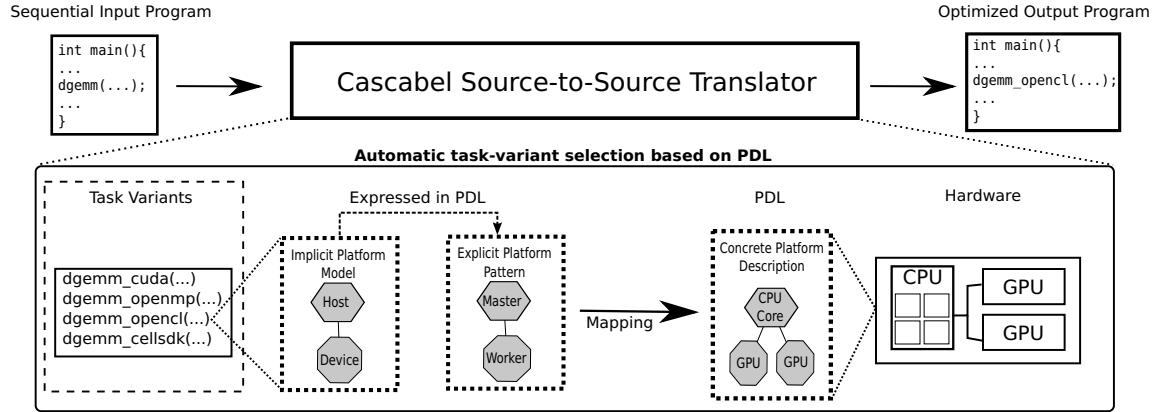 Sequential Input Program
Optimized Output Program
int main(){
...
dgemm(...);
...
}
Cascabel Source-to-Source Translator
int main(){
...
dgemm_opencl(...);
...
}
Automatic task-variant selection based on PDL
Task Variants
Expressed in PDL
PDL
Hardware
dgemm_cuda(...)
dgemm_openmp(...)
dgemm_opencl(...)
dgemm_cellsdk(...)
Implicit Platform
Model
Host
Device
Explicit Platform
Pattern
Master
Worker
Mapping
Concrete Platform
Description
CPU
Core
GPU
GPU
CPU
GPU
GPU